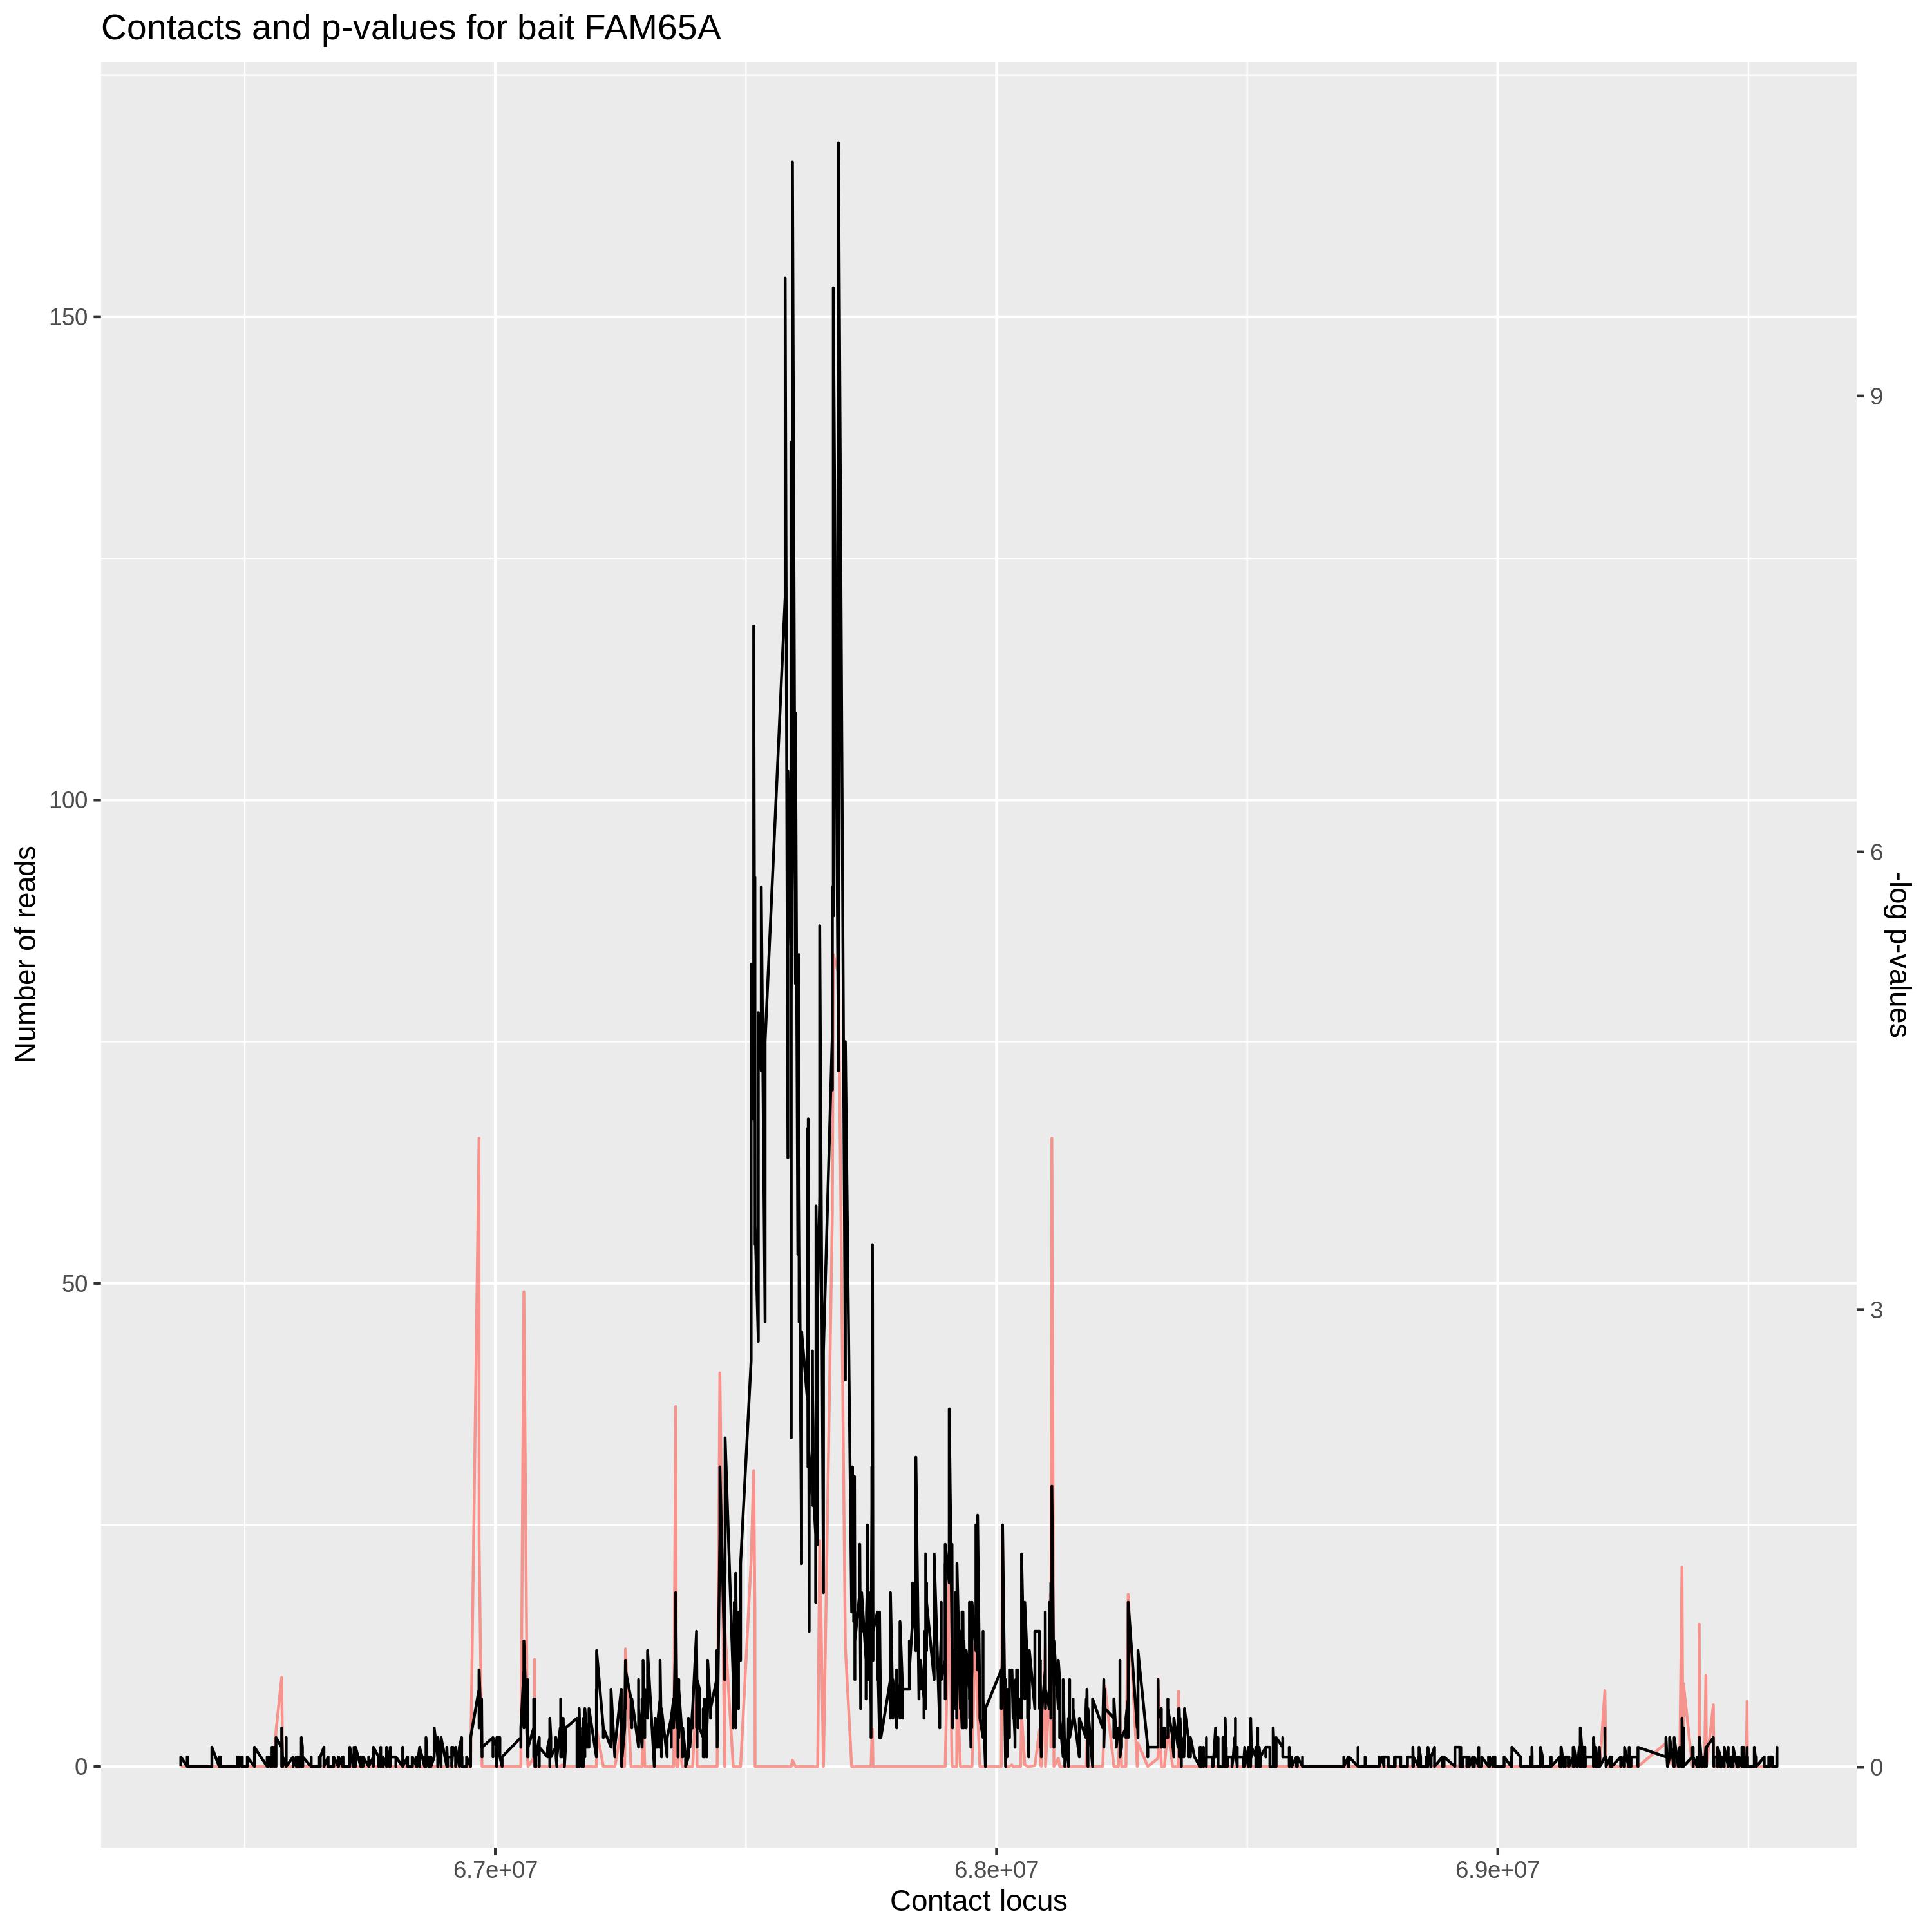 Contacts and p-values for bait FAM65A
150
100
50
0
Number of reads
9
6
3
0
-log p-values
6.7e+07
6.8e+07
6.9e+07
Contact locus